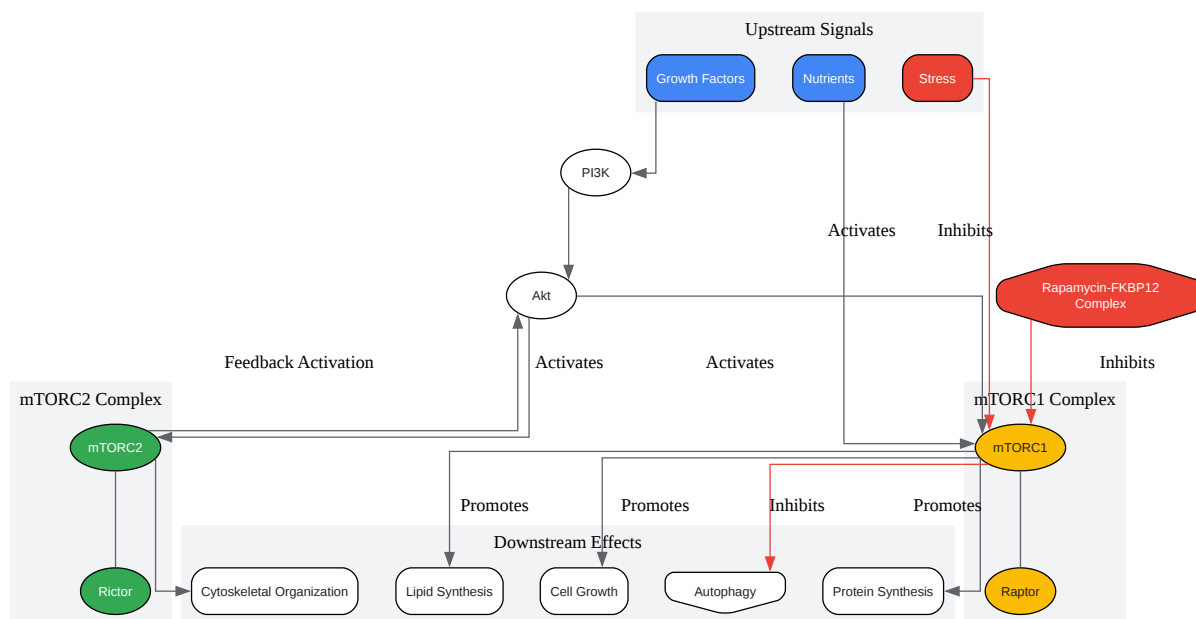 Upstream Signals
Growth Factors
Nutrients
Stress
PI3K
Activates
Inhibits
Akt
Rapamycin-FKBP12
Complex
Feedback Activation
Activates
Activates
Inhibits
mTORC2 Complex
mTORC1 Complex
mTORC2
mTORC1
Promotes
Promotes
Inhibits
Promotes
Downstream Effects
Rictor
Cytoskeletal Organization
Lipid Synthesis
Cell Growth
Autophagy
Protein Synthesis
Raptor